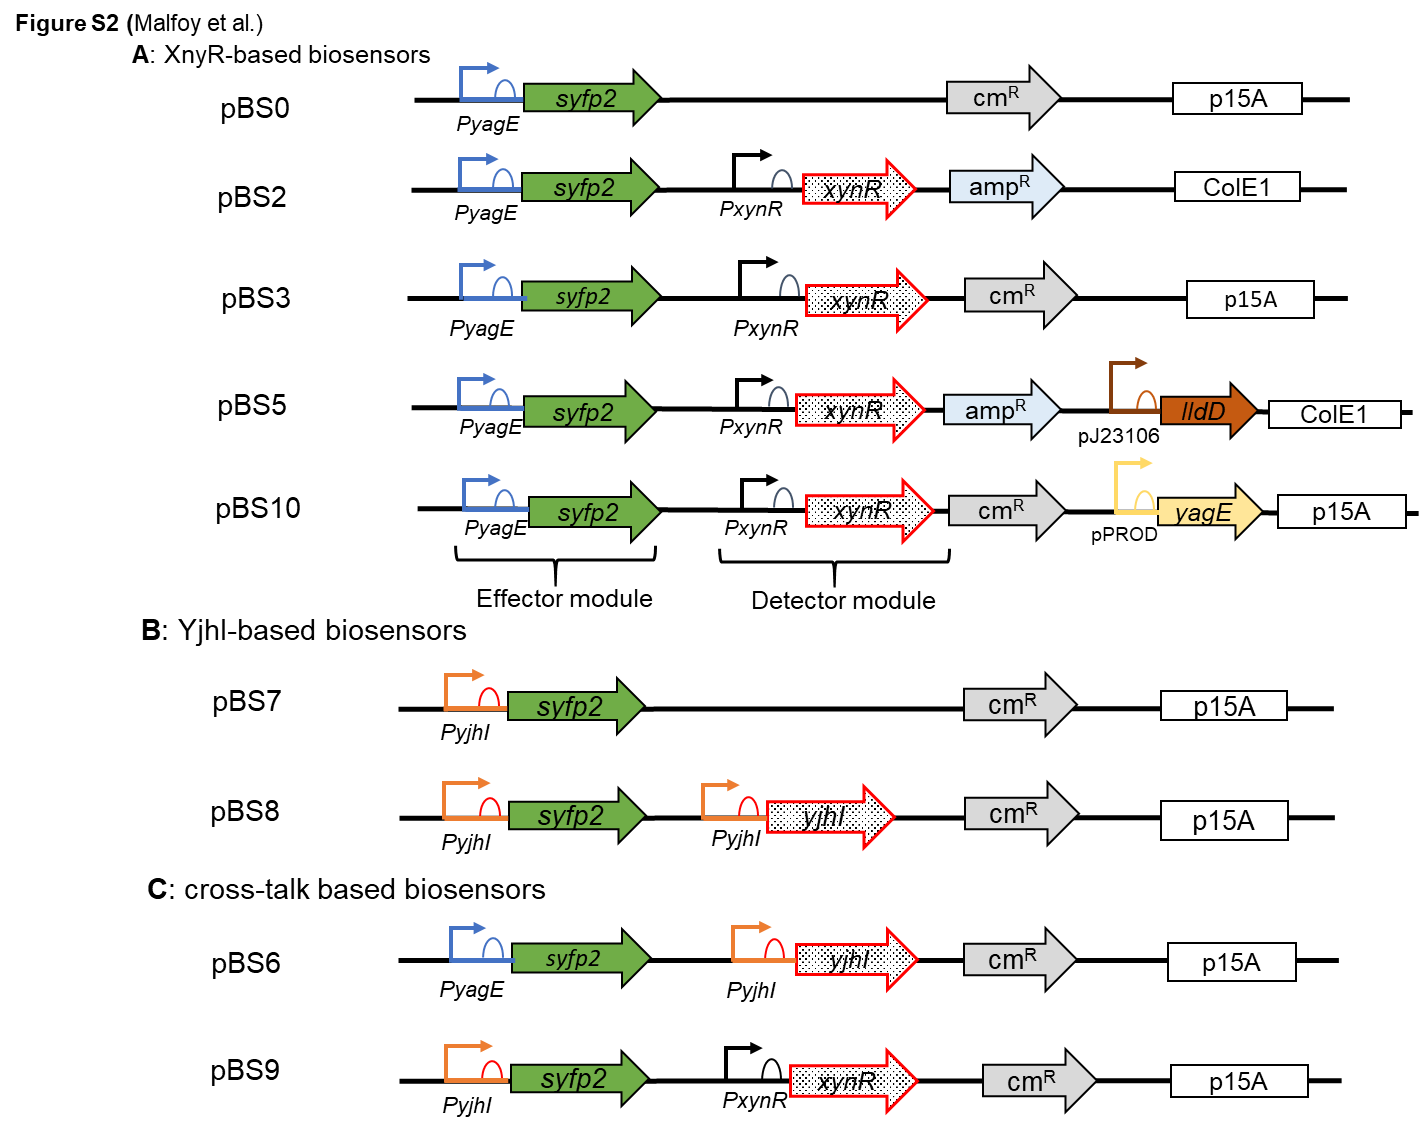 Figure S2 (Malfoy et al.)
A: XnyR-based biosensors
pBS0
syfp2
cmR
p15A
PyagE
pBS2
syfp2
xynR
ampR
ColE1
PyagE
PxynR
pBS3
syfp2
xynR
cmR
p15A
PyagE
PxynR
pBS5
syfp2
xynR
ampR
lldD
ColE1
PyagE
PxynR
pJ23106
pBS10
syfp2
xynR
cmR
yagE
p15A
PyagE
PxynR
pPROD
Effector module
Detector module
B: YjhI-based biosensors
pBS7
syfp2
cmR
p15A
PyjhI
pBS8
syfp2
yjhI
cmR
p15A
PyjhI
PyjhI
C: cross-talk based biosensors
pBS6
syfp2
yjhI
cmR
p15A
PyagE
PyjhI
pBS9
syfp2
xynR
cmR
p15A
PyjhI
PxynR